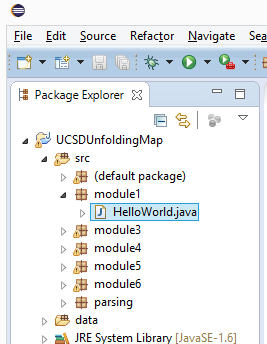 File Edit Source Refactor Navigate Sea
Package Explorer
UCSDUnfoldingMap
src
(default package)
module1
HelloWorld.java
module3
module4
module5
module6
parsing
data
JRE System Library [JavaSE-1.6]